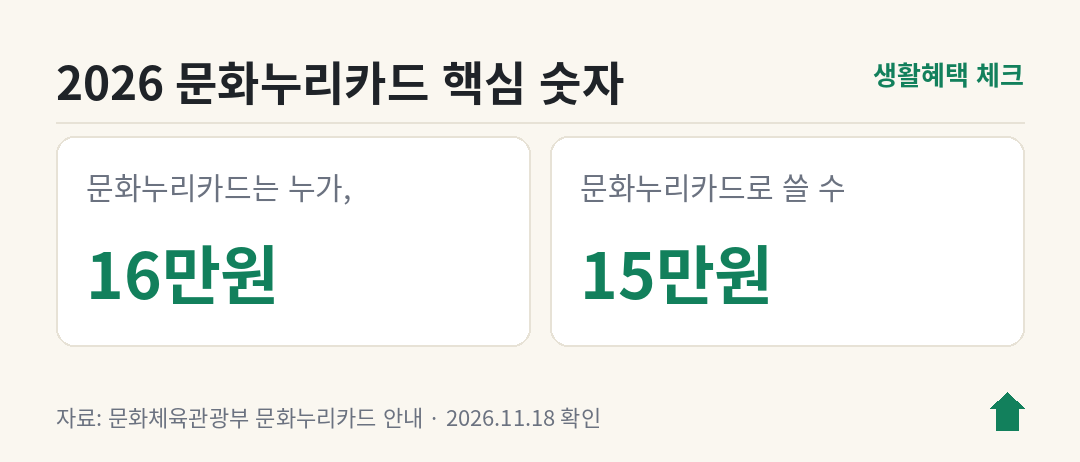 2026 문화누리카드 핵심 숫자
생활혜택 체크
문화누리카드는 누가,
16만원
문화누리카드로 쓸 수
15만원
자료: 문화체육관광부 문화누리카드 안내 · 2026.11.18 확인